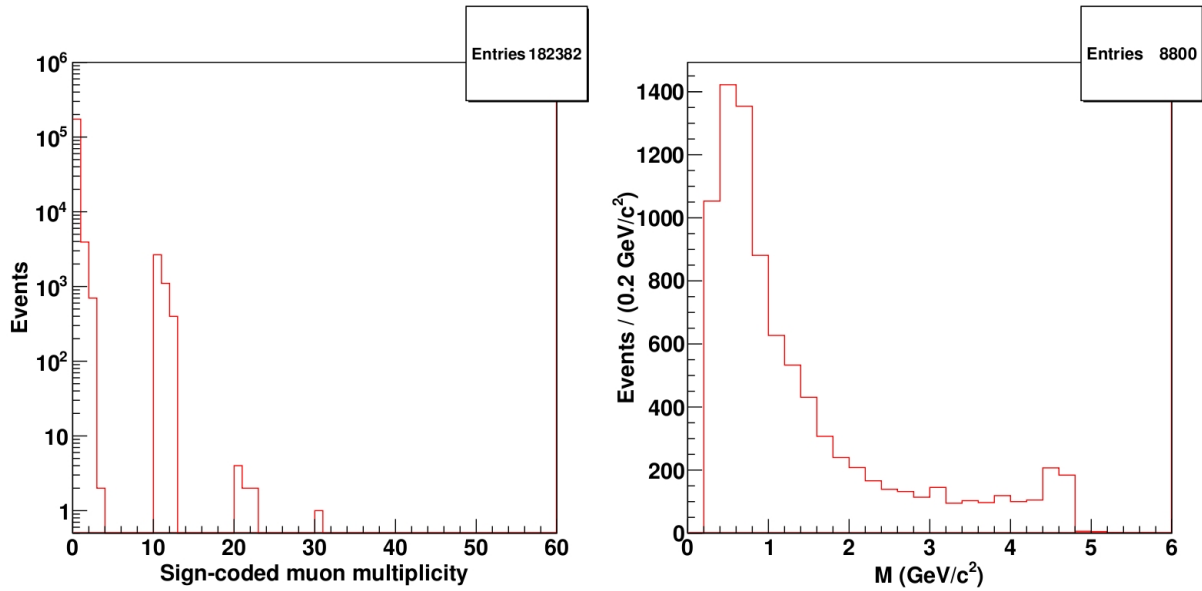 Entries 182382
10^6
10^5
10^4
10^3
10^2
10
1
Events
0 10 20 30 40 50 60
Sign-coded muon multiplicity
Entries 8800
1400
1200
1000
800
600
400
200
0
Events / (0.2 GeV/c^2)
0 1 2 3 4 5 6
M (GeV/c^2)